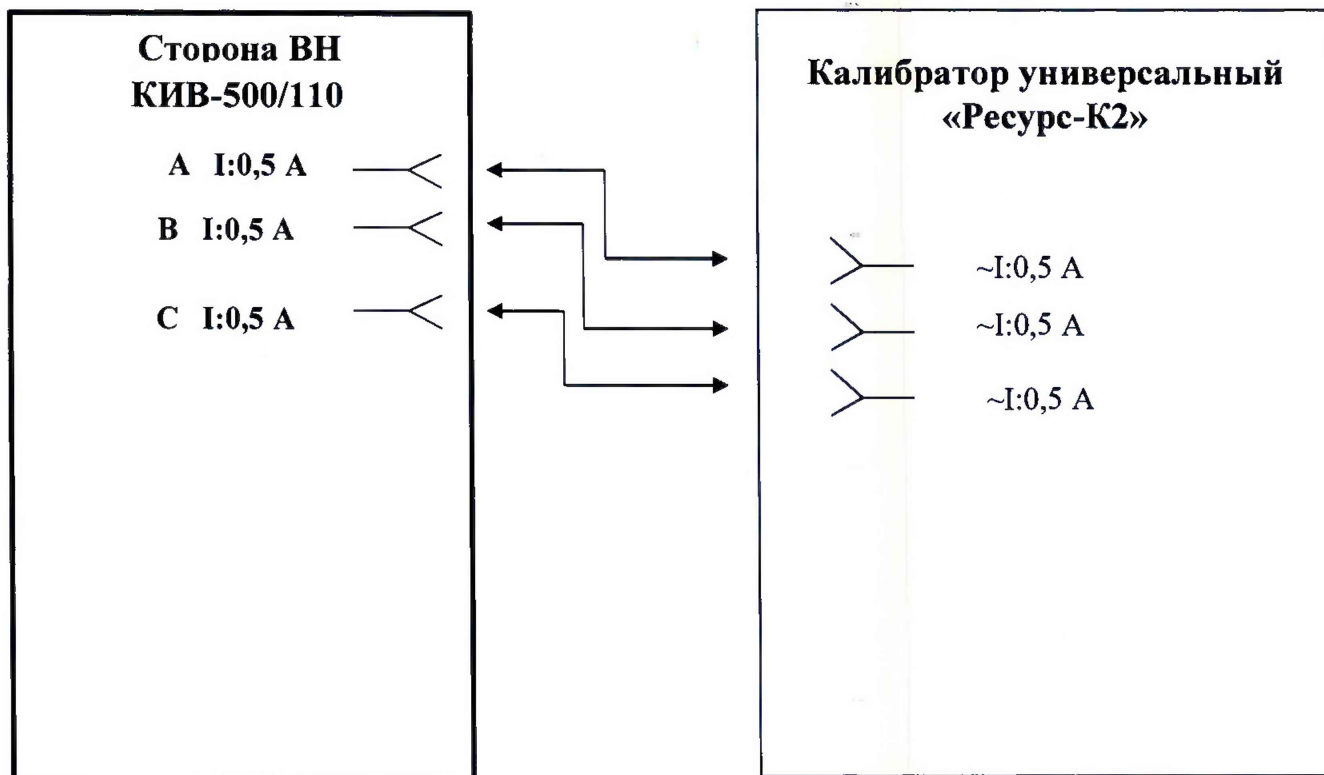 Сторона ВН
КИВ-500/110
A I:0,5 А
B I:0,5 А
C I:0,5 А
Калибратор универсальный
«Ресурс-К2»
~I:0,5 А
~I:0,5 А
~I:0,5 А